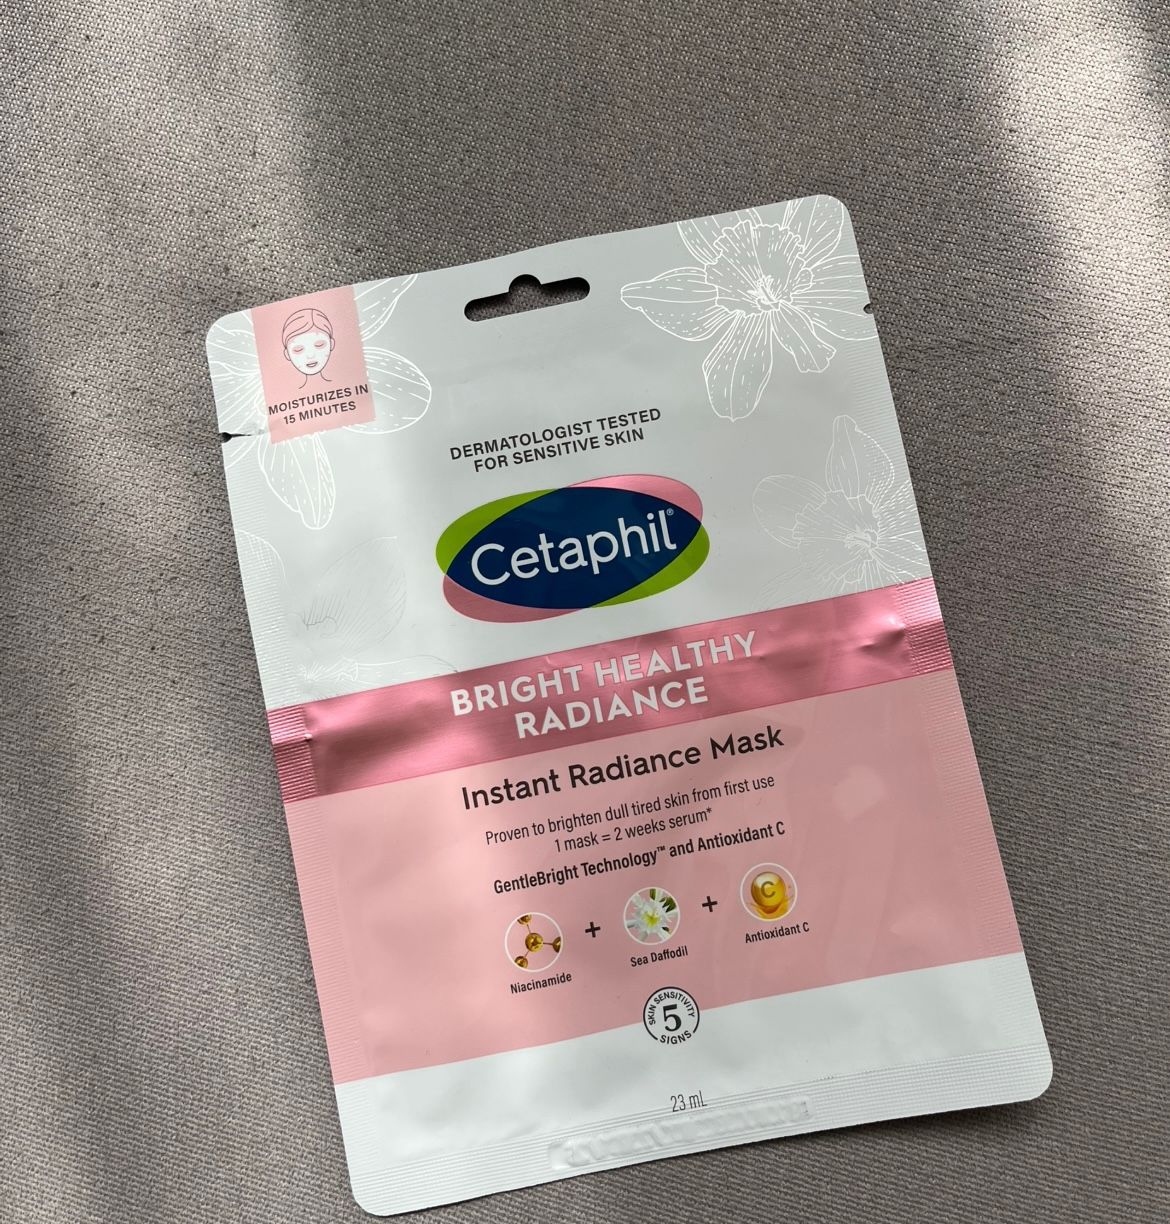 MOISTURIZES IN
15 MINUTES
DERMATOLOGIST TESTED
FOR SENSITIVE SKIN
Cetaphil®
BRIGHT HEALTHY
RADIANCE
Instant Radiance Mask
Proven to brighten dull tired skin from first use
1 mask = 2 weeks serum*
GentleBright Technology™ and Antioxidant C
C
+
+
Niacinamide
Sea Daffodil
Antioxidant C
SKIN SENSITIVITY
5
SIGNS
23 mL